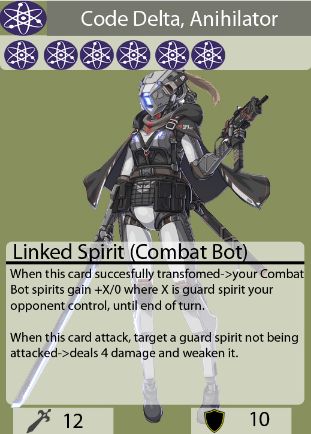 Code Delta, Anihilator
Linked Spirit (Combat Bot)
When this card succesfully transfomed->your Combat
Bot spirits gain +X/0 where X is guard spirit your
opponent control, until end of turn.
When this card attack, target a guard spirit not being
attacked->deals 4 damage and weaken it.
12
10